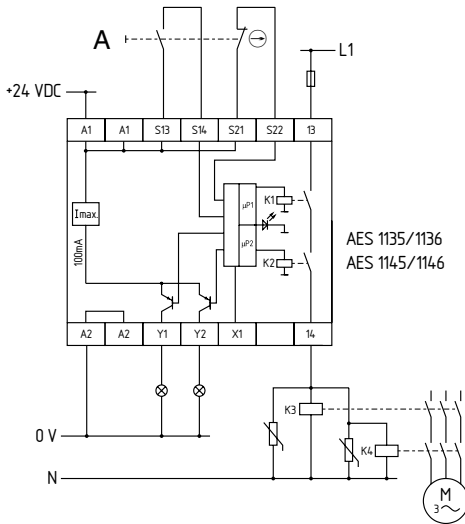 A
L1
+24 VDC
A1 A1 S13 S14 S21 S22 13
Imax.
100mA
µP1
µP2
K1
K2
AES 1135/1136
AES 1145/1146
A2 A2 Y1 Y2 X1 14
K3
K4
0 V
N
M
3